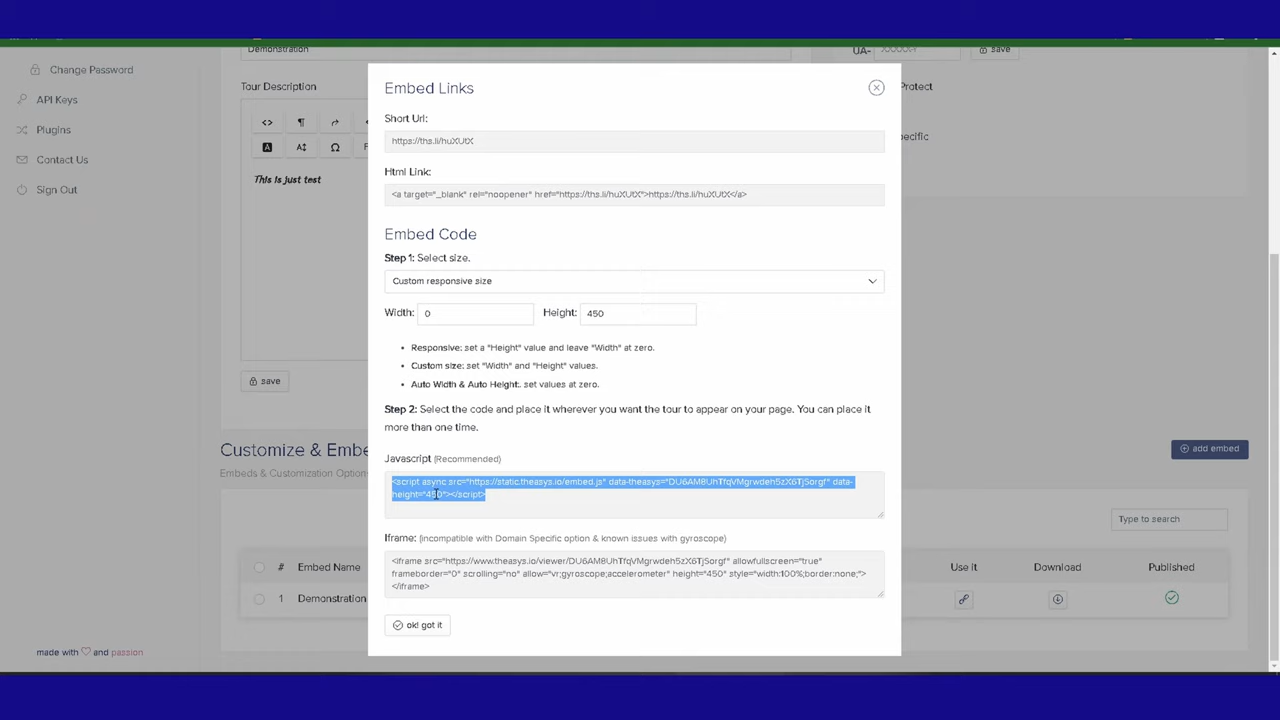 Demonstration
UA-
XXXXX-Y
save
Change Password
API Keys
Plugins
Contact Us
Sign Out
Tour Description
This is just test
save
Protect
Embed Links
Short Url:
https://ths.li/huXUtX
Html Link:
<a target="_blank" rel="noopener" href="https://ths.li/huXUtX">https://ths.li/huXUtX</a>
Embed Code
Step 1: Select size.
Custom responsive size
Width: 0 Height: 450
Responsive: set a "Height" value and leave "Width" at zero.
Custom size: set "Width" and "Height" values.
Auto Width & Auto Height:. set values at zero.
Step 2: Select the code and place it wherever you want the tour to appear on your page. You can place it
more than one time.
Javascript (Recommended)
<script async src="https://static.theasys.io/embed.js" data-theasys="DU6AM8UhTfqVMgrwdeh5zX6TjSorgf" data-
height="450"></script>
Iframe: (incompatible with Domain Specific option & known issues with gyroscope)
<iframe src="https://www.theasys.io/viewer/DU6AM8UhTfqVMgrwdeh5zX6TjSorgf" allowfullscreen="true"
frameborder="0" scrolling="no" allow="vr;gyroscope;accelerometer" height="450" style="width:100%;border:none;">
</iframe>
ok! got it
Customize & Embe
Embeds & Customization Option
add embed
Type to search
# Embed Name Use it Download Published
1 Demonstration
made with and passion